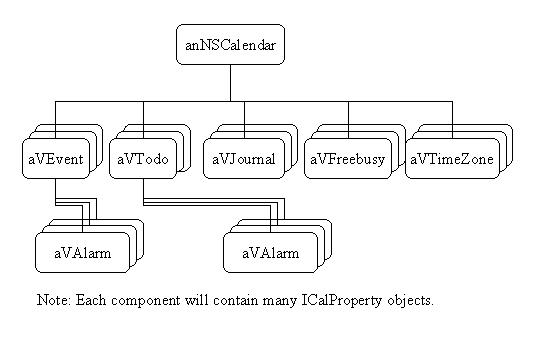 anNSCalendar
aVEvent
aVTodo
aVJournal
aVFreebusy
aVTimeZone
aVAlarm
aVAlarm
Note: Each component will contain many ICalProperty objects.